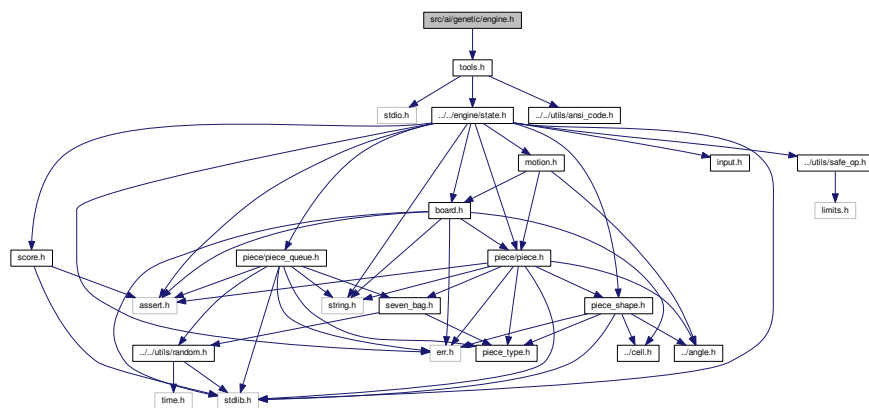 src/ai/genetic/engine.h
tools.h
stdio.h
../../engine/state.h
../../utils/ansi_code.h
motion.h
input.h
../utils/safe_op.h
board.h
limits.h
score.h
piece/piece_queue.h
piece/piece.h
assert.h
string.h
seven_bag.h
piece_shape.h
../../utils/random.h
err.h
piece_type.h
../cell.h
../angle.h
time.h
stdlib.h